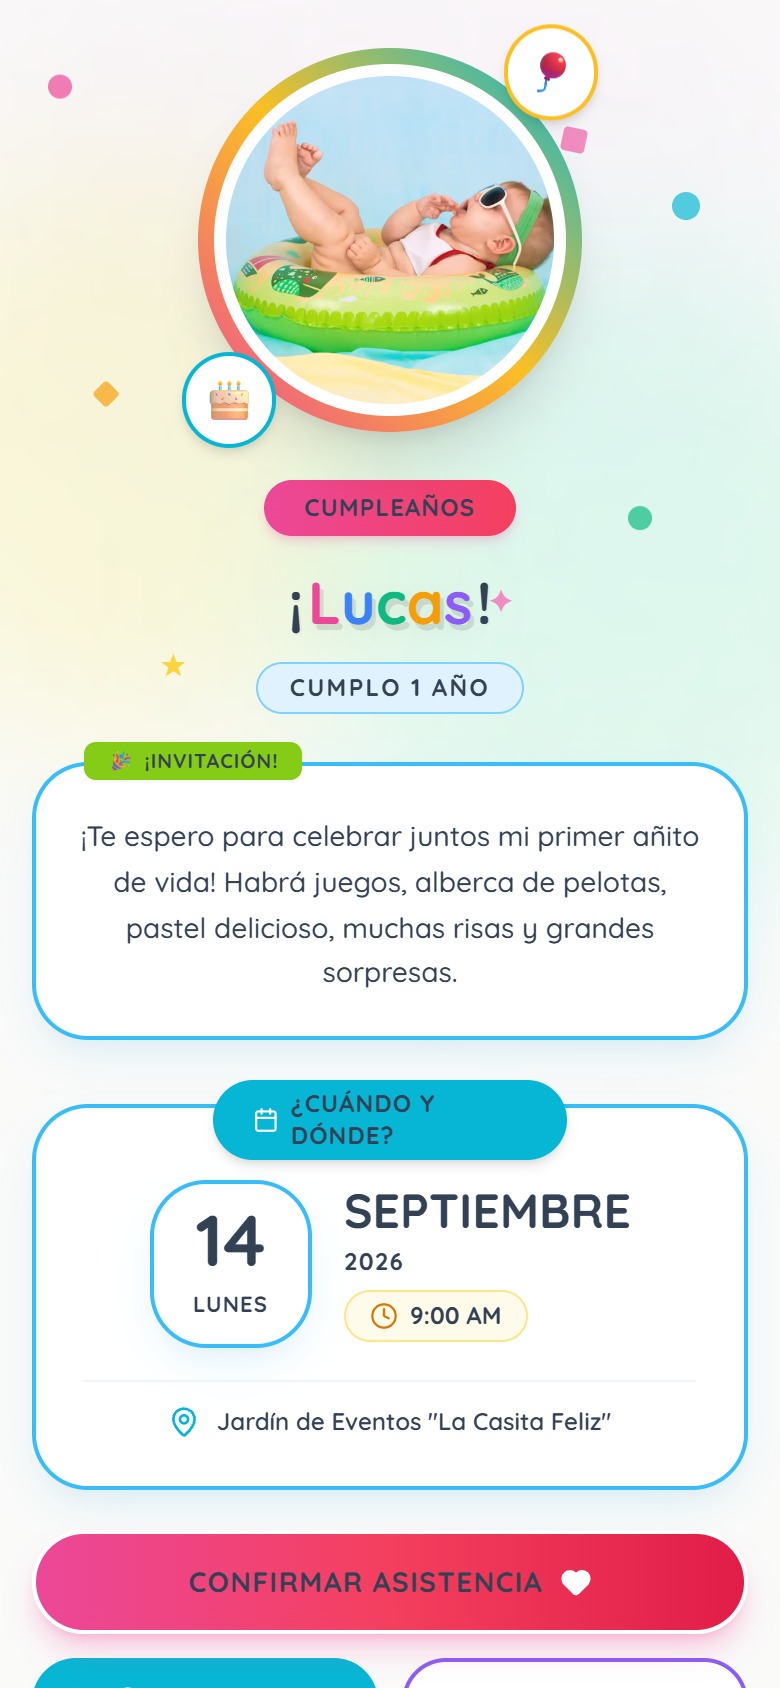 CUMPLEAÑOS
¡Lucas!
CUMPLO 1 AÑO
¡INVITACIÓN!
¡Te espero para celebrar juntos mi primer añito
de vida! Habrá juegos, alberca de pelotas,
pastel delicioso, muchas risas y grandes
sorpresas.
¿CUÁNDO Y
DÓNDE?
14
LUNES
SEPTIEMBRE
2026
9:00 AM
Jardín de Eventos "La Casita Feliz"
CONFIRMAR ASISTENCIA